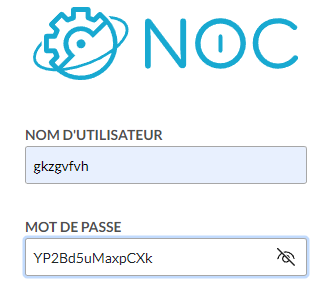 NOC
NOM D'UTILISATEUR
gkzgvfvh
MOT DE PASSE
YP2Bd5uMaxpCXk